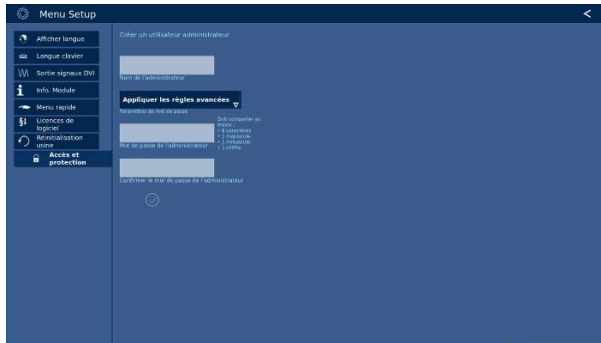 Menu Setup
<
Afficher langue
Langue clavier
Sortie signaux DVI
Info. Module
Menu rapide
§1 Licences de
logiciel
Réinitialisation
usine
Accès et
protection
Créer un utilisateur administrateur
Nom de l'administrateur
Appliquer les règles avancées
Paramètres de mot de passe
Doit comporter au
moins :
• 8 caractères
• 1 majuscule
• 1 minuscule
• 1 chiffre
Mot de passe de l'administrateur
Confirmer le mot de passe de l'administrateur